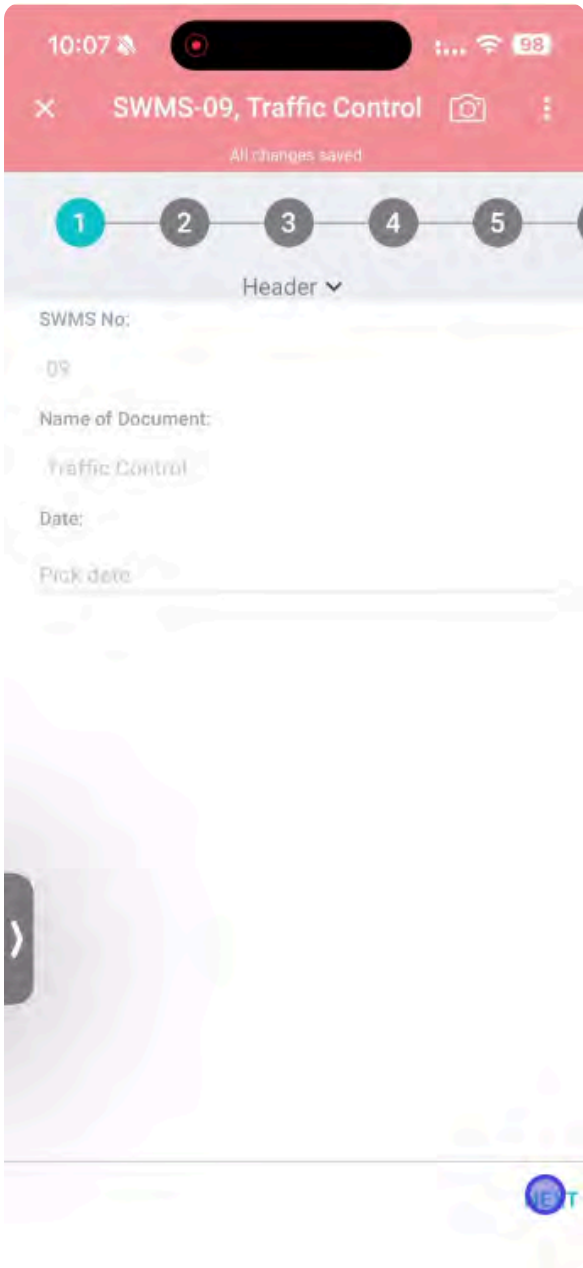 10:07
98
SWMS-09, Traffic Control
All changes saved
1 2 3 4 5
Header
SWMS No:
09
Name of Document:
Traffic Control
Date:
Pick date
NEXT